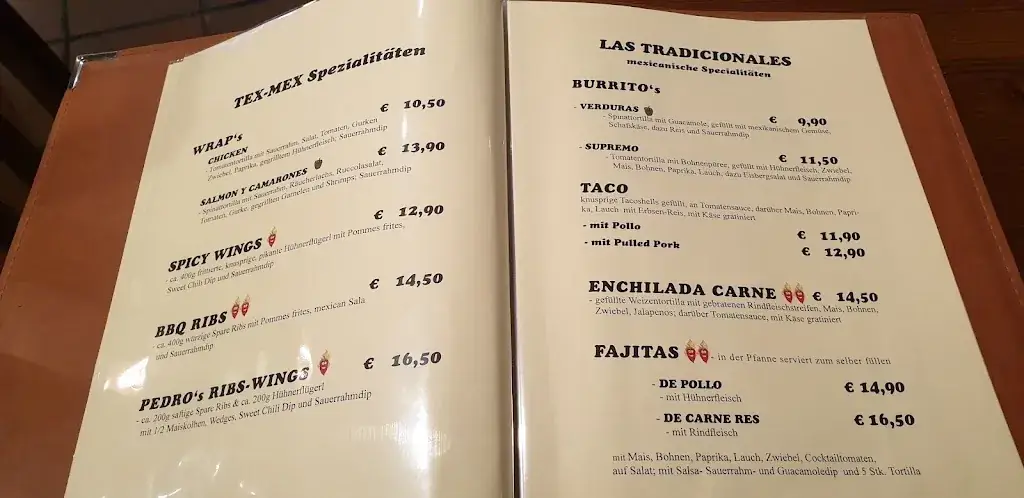 TEX-MEX Spezialitäten
WRAP's
CHICKEN € 10,50
- Tomatentortilla mit Sauerrahm, Salat, Tomaten, Gurken
Zwiebel, Paprika, gegrilltem Hühnerfleisch; Sauerrahmdip
SALMON Y CAMARONES € 13,90
- Spinattortilla mit Sauerrahm, Räucherlachs, Ruccolasalat,
Tomaten, Gurke, gegrillten Garnelen und Shrimps; Sauerrahmdip
SPICY WINGS € 12,90
- ca. 400g frittierte, knusprige, pikante Hühnerflügerl mit Pommes frites,
Sweet Chili Dip und Sauerrahmdip
BBQ RIBS € 14,50
- ca. 400g würzige Spare Ribs mit Pommes frites, mexican Sala
und Sauerrahmdip
PEDRO's RIBS-WINGS € 16,50
- ca. 200g saftige Spare Ribs & ca. 200g Hühnerflügerl
mit 1/2 Maiskolben, Wedges, Sweet Chili Dip und Sauerrahmdip
LAS TRADICIONALES
mexicanische Specialitäten
BURRITO's
- VERDURAS € 9,90
- Spinattortilla mit Guacamole, gefüllt mit mexikanischem Gemüse,
Schafskäse, dazu Reis und Sauerrahmdip
- SUPREMO € 11,50
- Tomatentortilla mit Bohnenpüree, gefüllt mit Hühnerfleisch, Zwiebel,
Mais, Bohnen, Paprika, Lauch, dazu Eisbergsalat und Sauerrahmdip
TACO
knusprige Tacoshells gefüllt, an Tomatensauce, darüber Mais, Bohnen, Papri-
ka, Lauch mit Erbsen-Reis, mit Käse gratiniert
- mit Pollo € 11,90
- mit Pulled Pork € 12,90
ENCHILADA CARNE € 14,50
- gefüllte Weizentortilla mit gebratenen Rindfleischstreifen, Mais, Bohnen,
Zwiebel, Jalapenos; darüber Tomatensauce, mit Käse gratiniert
FAJITAS - in der Pfanne serviert zum selber füllen
- DE POLLO € 14,90
- mit Hühnerfleisch
- DE CARNE RES € 16,50
- mit Rindfleisch
mit Mais, Bohnen, Paprika, Lauch, Zwiebel, Cocktailtomaten,
auf Salat; mit Salsa- Sauerrahm- und Guacamoledip und 5 Stk. Tortilla